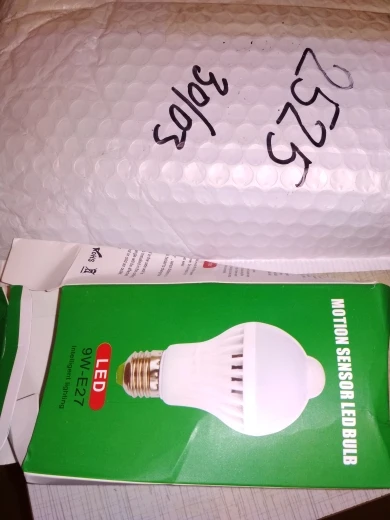 2525
30/03
MOTION SENSOR LED BULB
LED
9W-E27
intelligent lighting